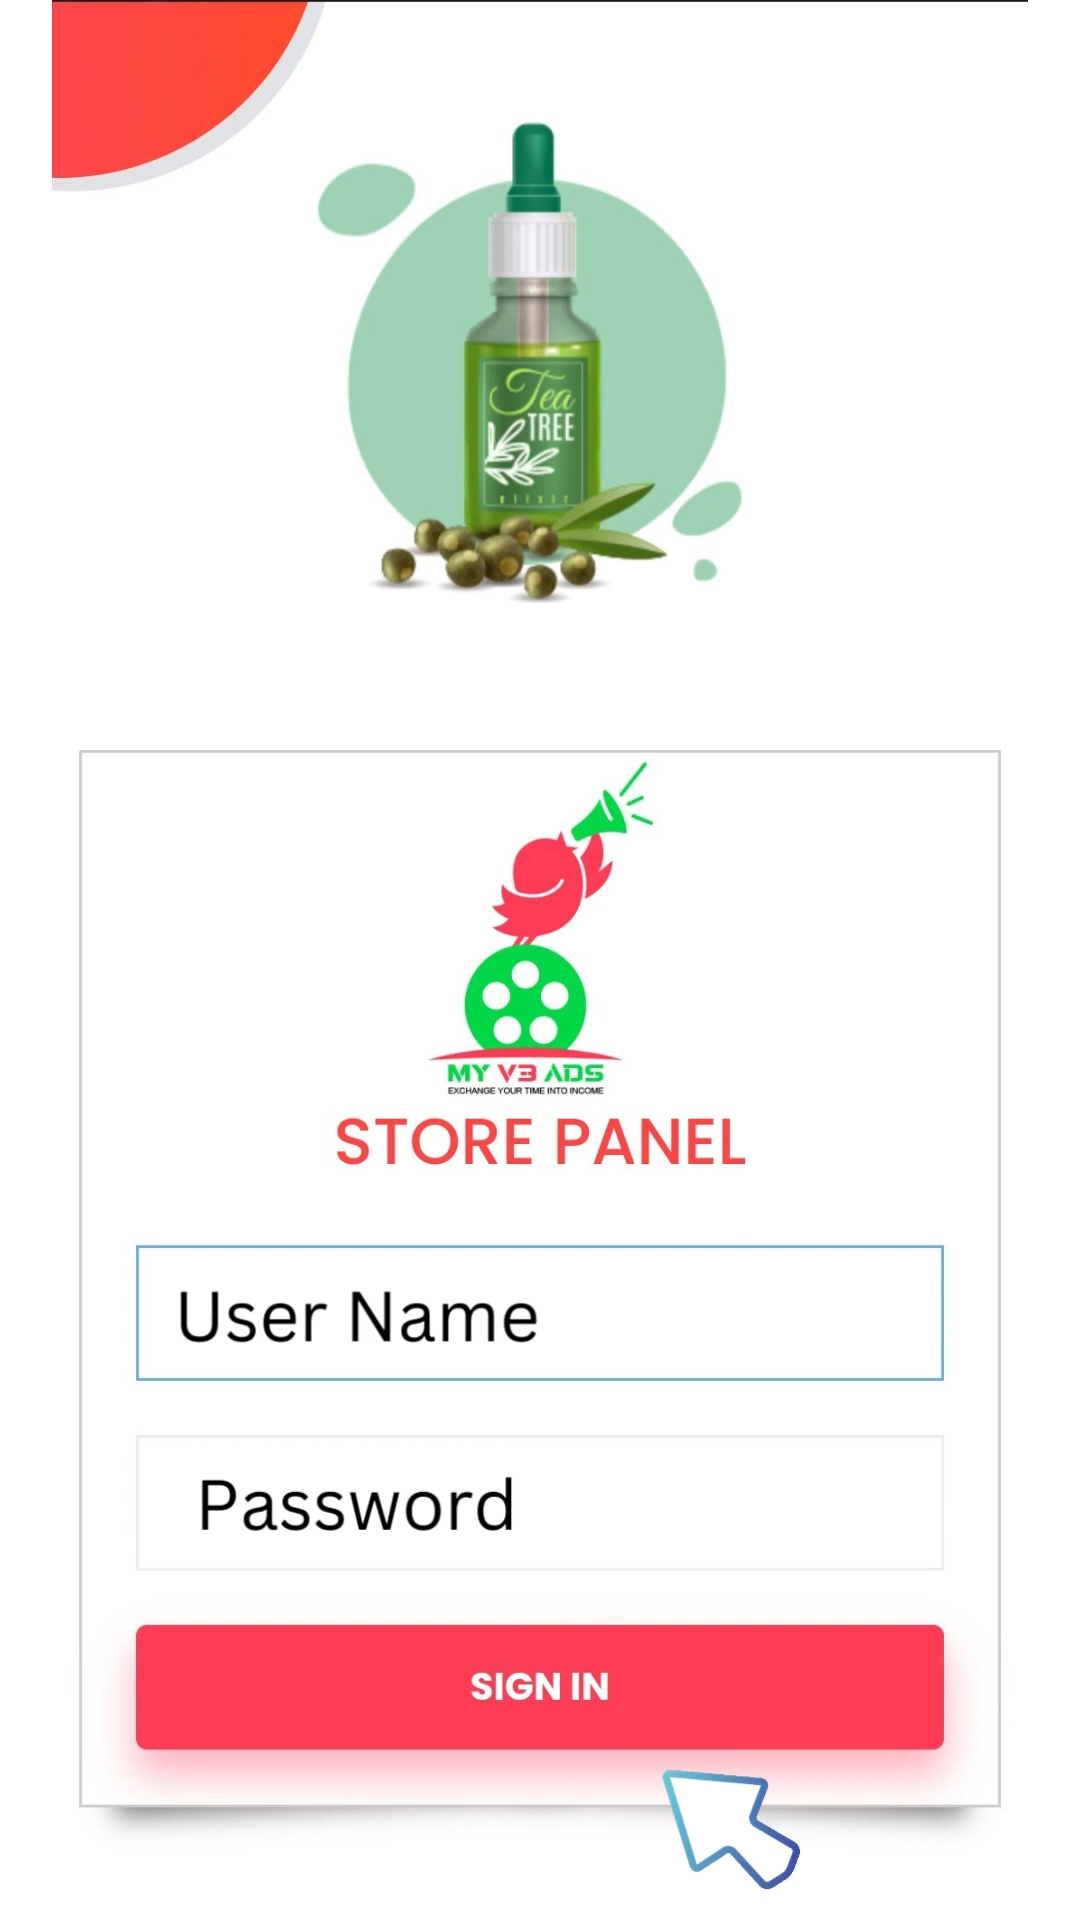 Tea
TREE
elixir
MY V3 ADS
EXCHANGE YOUR TIME INTO INCOME
STORE PANEL
User Name
Password
SIGN IN